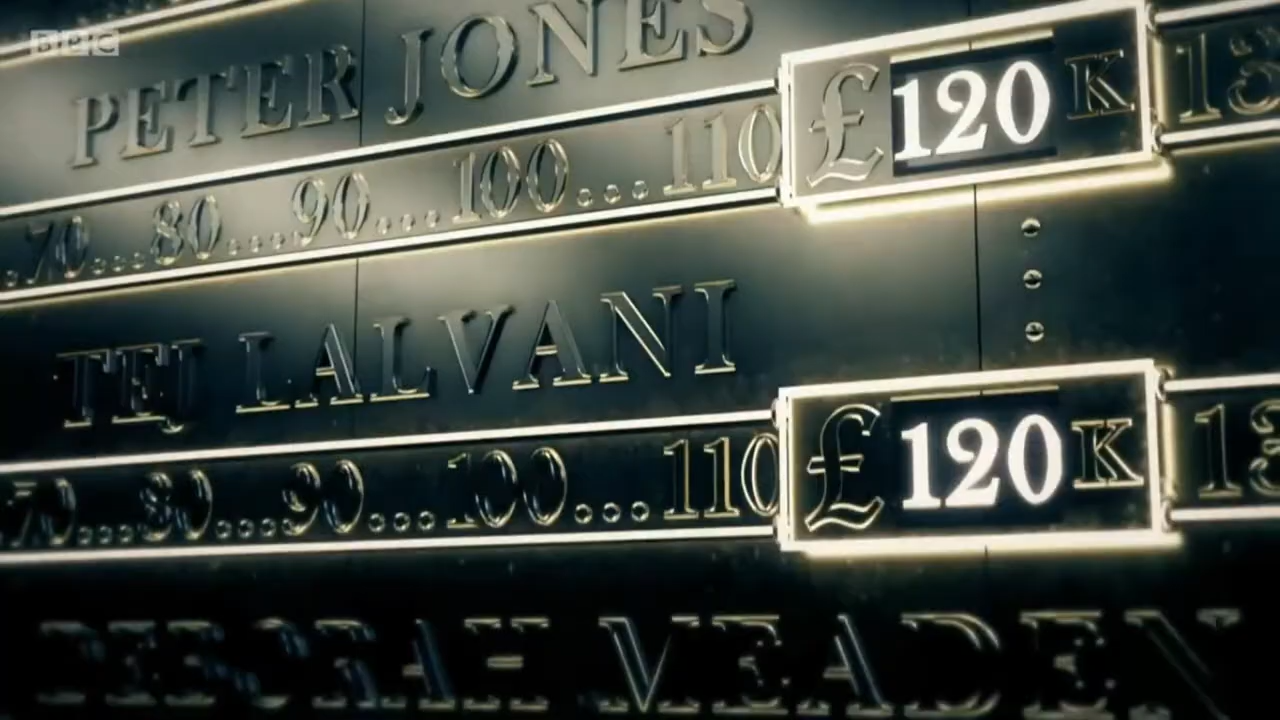 BBC
PETER JONES
£120K
.70...80...90...100...110
TEJ LALVANI
£120K
70...80...90...100...110
DEBORAH MEADEN